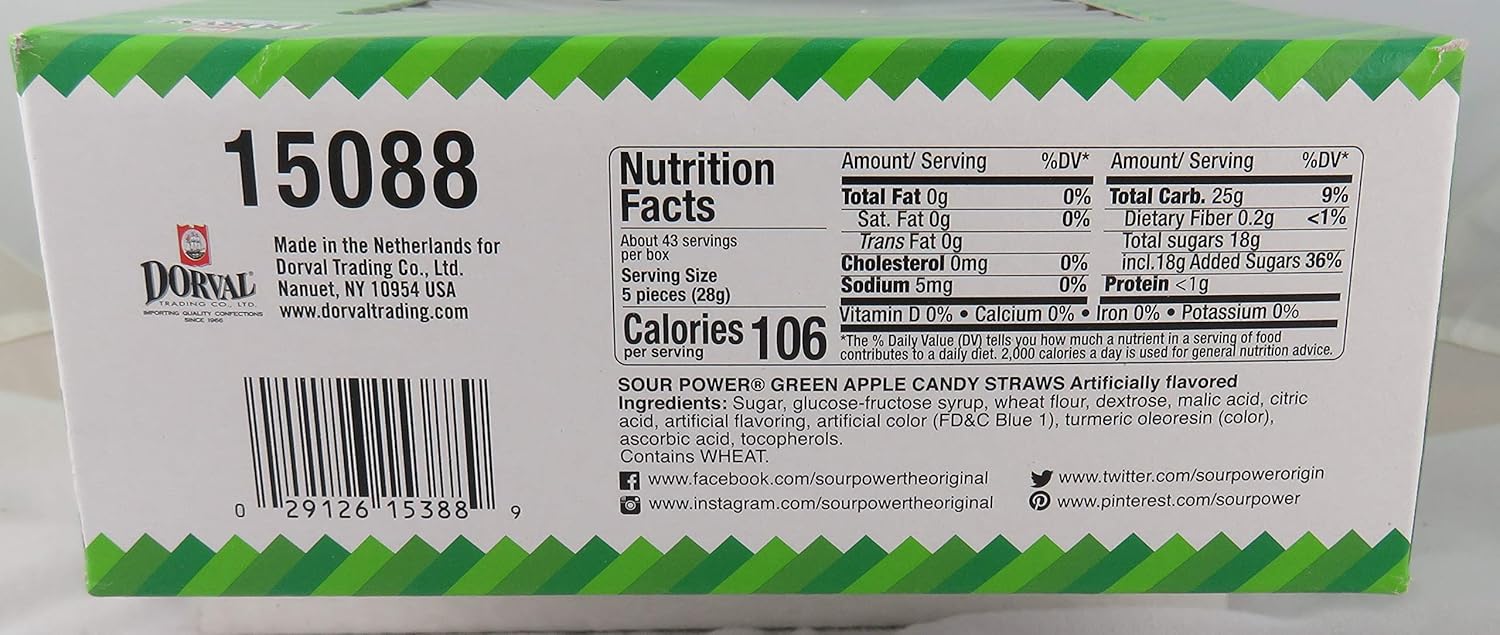 15088
DORVAL®
TRADING CO., LTD.
IMPORTING QUALITY CONFECTIONS
SINCE 1966
Made in the Netherlands for
Dorval Trading Co., Ltd.
Nanuet, NY 10954 USA
www.dorvaltrading.com
0 29126 15388 9
Nutrition
Facts
About 43 servings
per box
Serving Size
5 pieces (28g)
Calories 106
per serving
Amount/ Serving %DV*
Total Fat 0g 0%
Sat. Fat 0g 0%
Trans Fat 0g
Cholesterol 0mg 0%
Sodium 5mg 0%
Amount/ Serving %DV*
Total Carb. 25g 9%
Dietary Fiber 0.2g <1%
Total sugars 18g
incl.18g Added Sugars 36%
Protein <1g
Vitamin D 0% • Calcium 0% • Iron 0% • Potassium 0%
*The % Daily Value (DV) tells you how much a nutrient in a serving of food
contributes to a daily diet. 2,000 calories a day is used for general nutrition advice.
SOUR POWER® GREEN APPLE CANDY STRAWS Artificially flavored
Ingredients: Sugar, glucose-fructose syrup, wheat flour, dextrose, malic acid, citric
acid, artificial flavoring, artificial color (FD&C Blue 1), turmeric oleoresin (color),
ascorbic acid, tocopherols.
Contains WHEAT.
www.facebook.com/sourpowertheoriginal
www.twitter.com/sourpowerorigin
www.instagram.com/sourpowertheoriginal
www.pinterest.com/sourpower